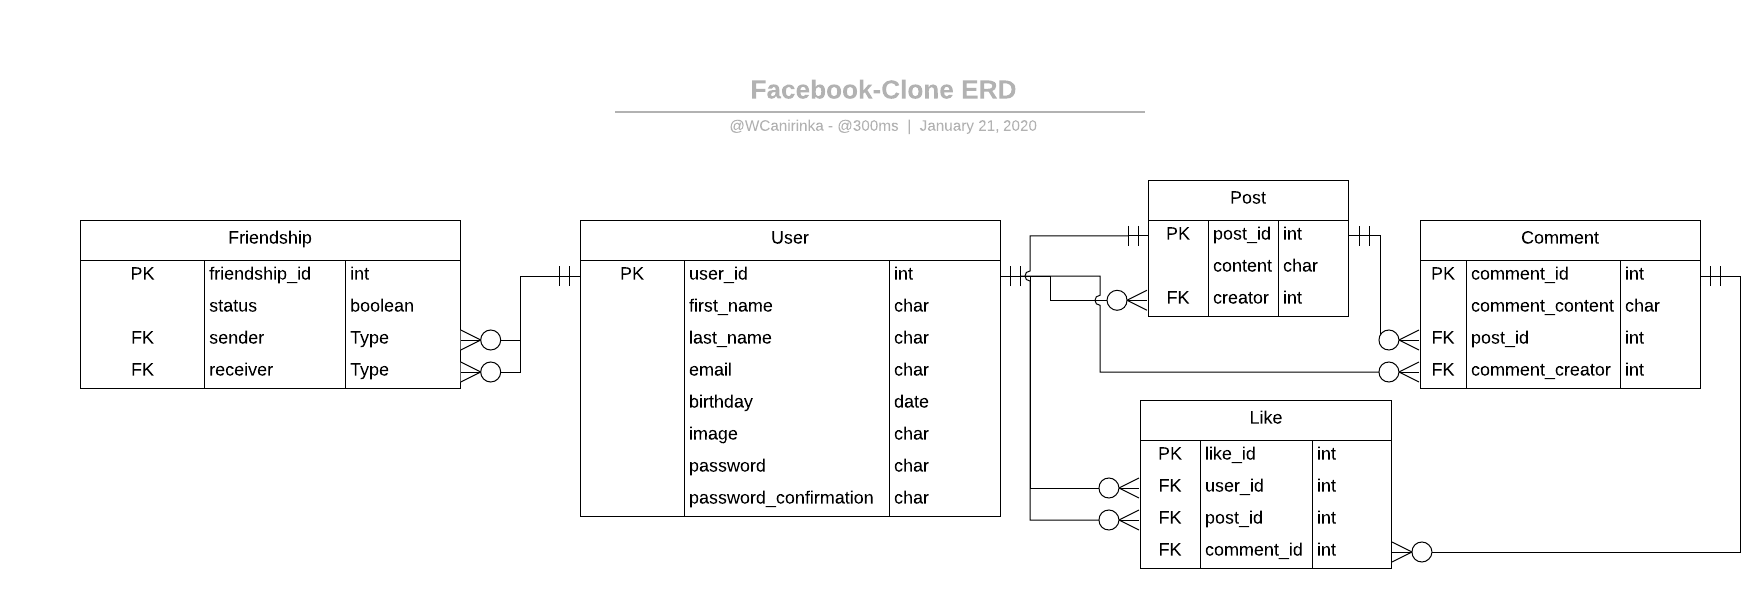 Facebook-Clone ERD
@WCanirinka - @300ms | January 21, 2020
Friendship
PK friendship_id int
status boolean
FK sender Type
FK receiver Type
User
PK user_id int
first_name char
last_name char
email char
birthday date
image char
password char
password_confirmation char
Post
PK post_id int
content char
FK creator int
Comment
PK comment_id int
comment_content char
FK post_id int
FK comment_creator int
Like
PK like_id int
FK user_id int
FK post_id int
FK comment_id int